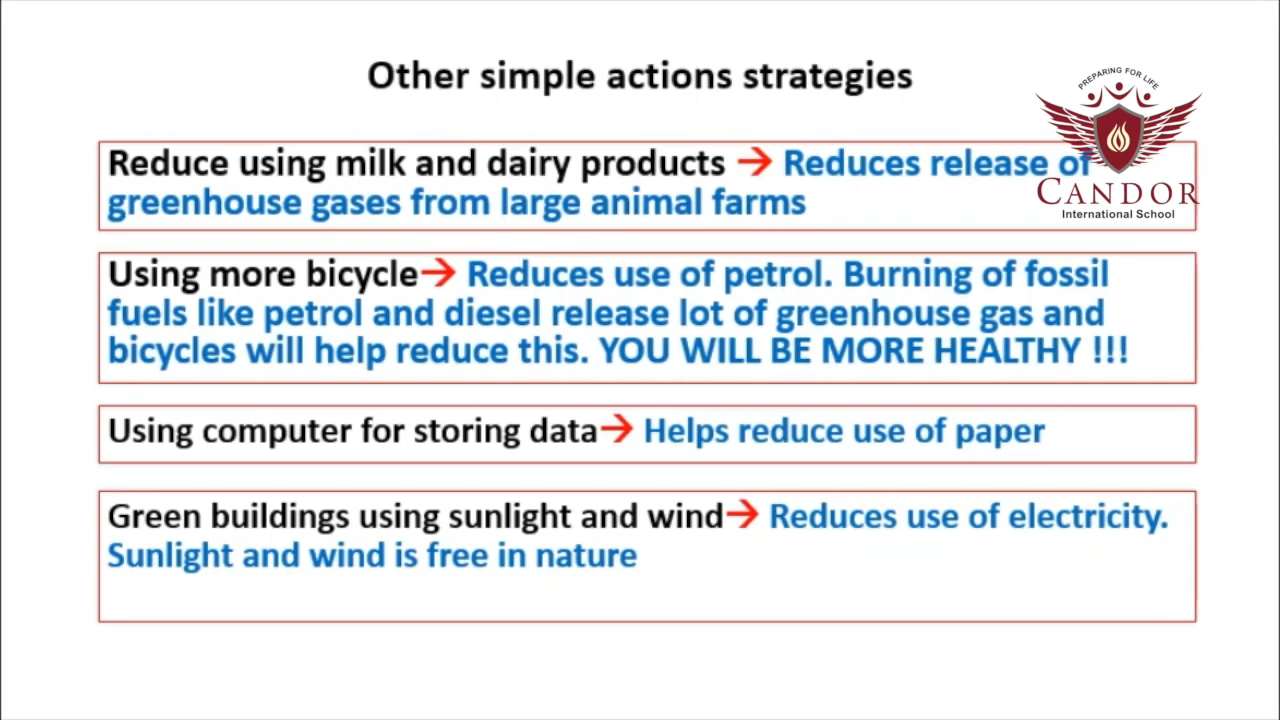 Other simple actions strategies
PREPARING FOR LIFE
Reduce using milk and dairy products → Reduces release of
greenhouse gases from large animal farms
CANDOR
International School
Using more bicycle→ Reduces use of petrol. Burning of fossil
fuels like petrol and diesel release lot of greenhouse gas and
bicycles will help reduce this. YOU WILL BE MORE HEALTHY !!!
Using computer for storing data→ Helps reduce use of paper
Green buildings using sunlight and wind→ Reduces use of electricity.
Sunlight and wind is free in nature